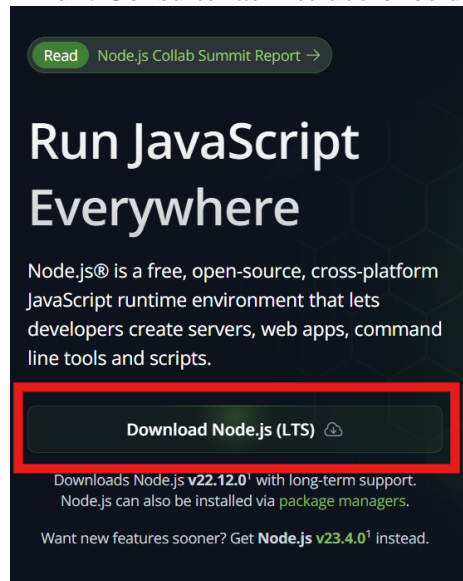 Read Node.js Collab Summit Report →
Run JavaScript
Everywhere
Node.js® is a free, open-source, cross-platform
JavaScript runtime environment that lets
developers create servers, web apps, command
line tools and scripts.
Download Node.js (LTS)
Downloads Node.js v22.12.0¹ with long-term support.
Node.js can also be installed via package managers.
Want new features sooner? Get Node.js v23.4.0¹ instead.